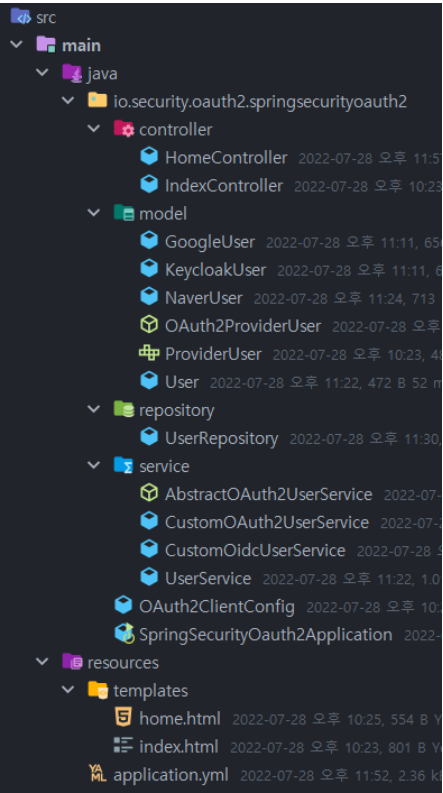 src
main
java
io.security.oauth2.springsecurityoauth2
controller
HomeController 2022-07-28 오후 11:57
IndexController 2022-07-28 오후 10:23
model
GoogleUser 2022-07-28 오후 11:11, 656
KeycloakUser 2022-07-28 오후 11:11, 6
NaverUser 2022-07-28 오후 11:24, 713
OAuth2ProviderUser 2022-07-28 오후
ProviderUser 2022-07-28 오후 10:23, 48
User 2022-07-28 오후 11:22, 472 B 52 m
repository
UserRepository 2022-07-28 오후 11:30,
service
AbstractOAuth2UserService 2022-07-
CustomOAuth2UserService 2022-07-2
CustomOidcUserService 2022-07-28
UserService 2022-07-28 오후 11:22, 1.0
OAuth2ClientConfig 2022-07-28 오후 10:
SpringSecurityOauth2Application 2022-
resources
templates
home.html 2022-07-28 오후 10:25, 554 B Y
index.html 2022-07-28 오후 10:23, 801 B Ye
YAML application.yml 2022-07-28 오후 11:52, 2.36 k